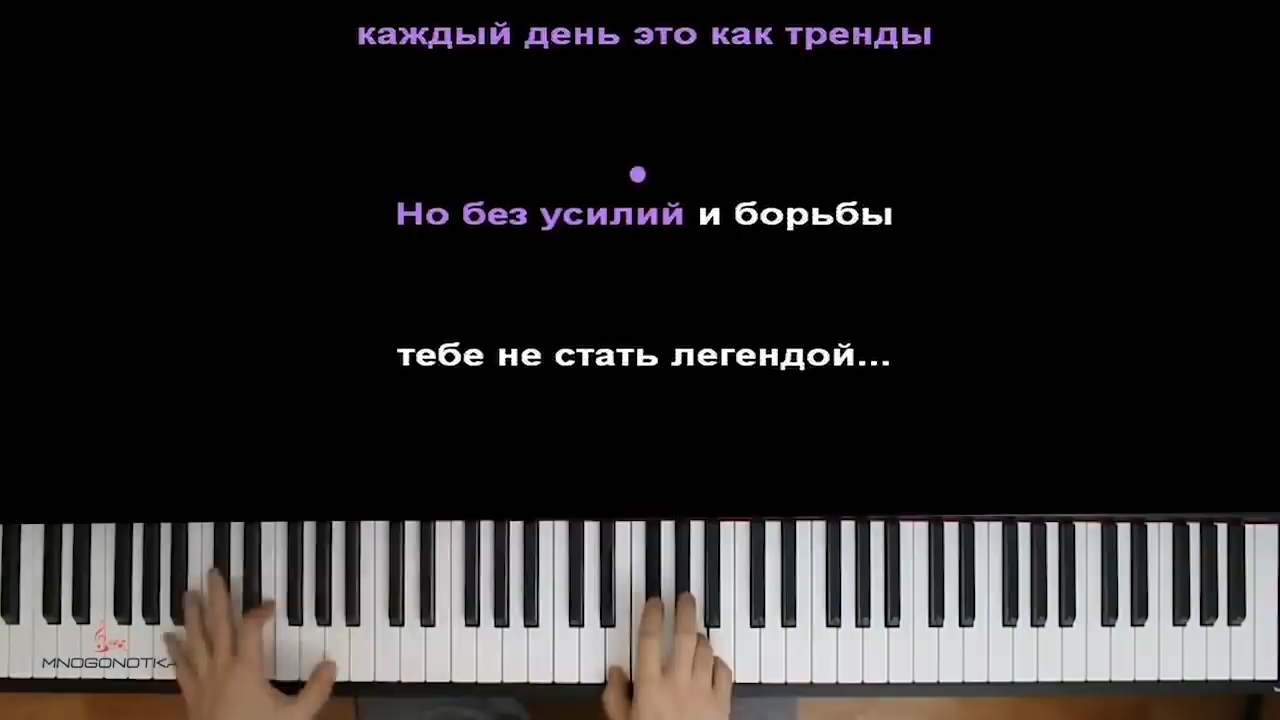 каждый день это как тренды
Но без усилий и борьбы
тебе не стать легендой...
MNOGONOTKA